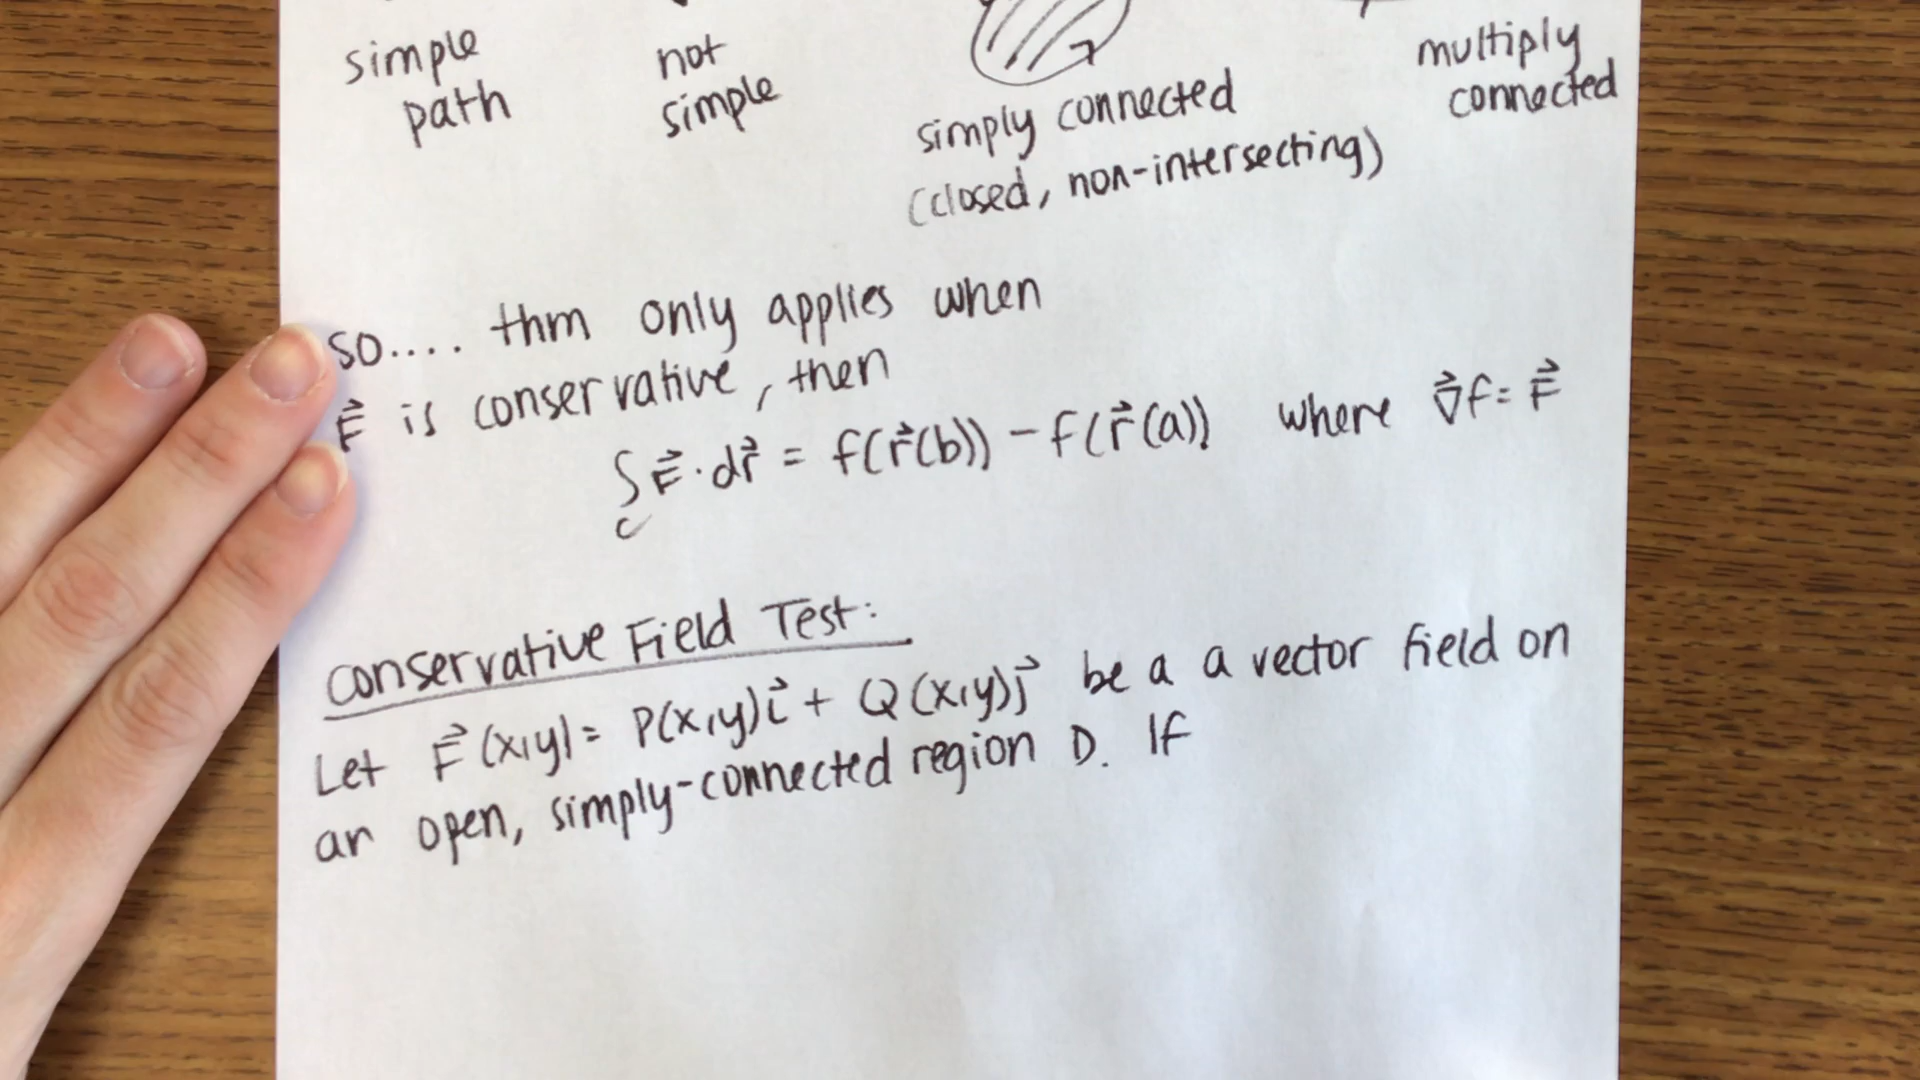 simple
path
not
simple
simply connected
(closed, non-intersecting)
multiply
connected
so.... thm only applies when
F⃗ is conservative, then
∫_C F⃗·dr⃗ = f(r⃗(b)) - f(r⃗(a)) where ∇⃗f = F⃗
Conservative Field Test:
Let F⃗(x,y) = P(x,y)i⃗ + Q(x,y)j⃗ be a a vector field on
an open, simply-connected region D. If